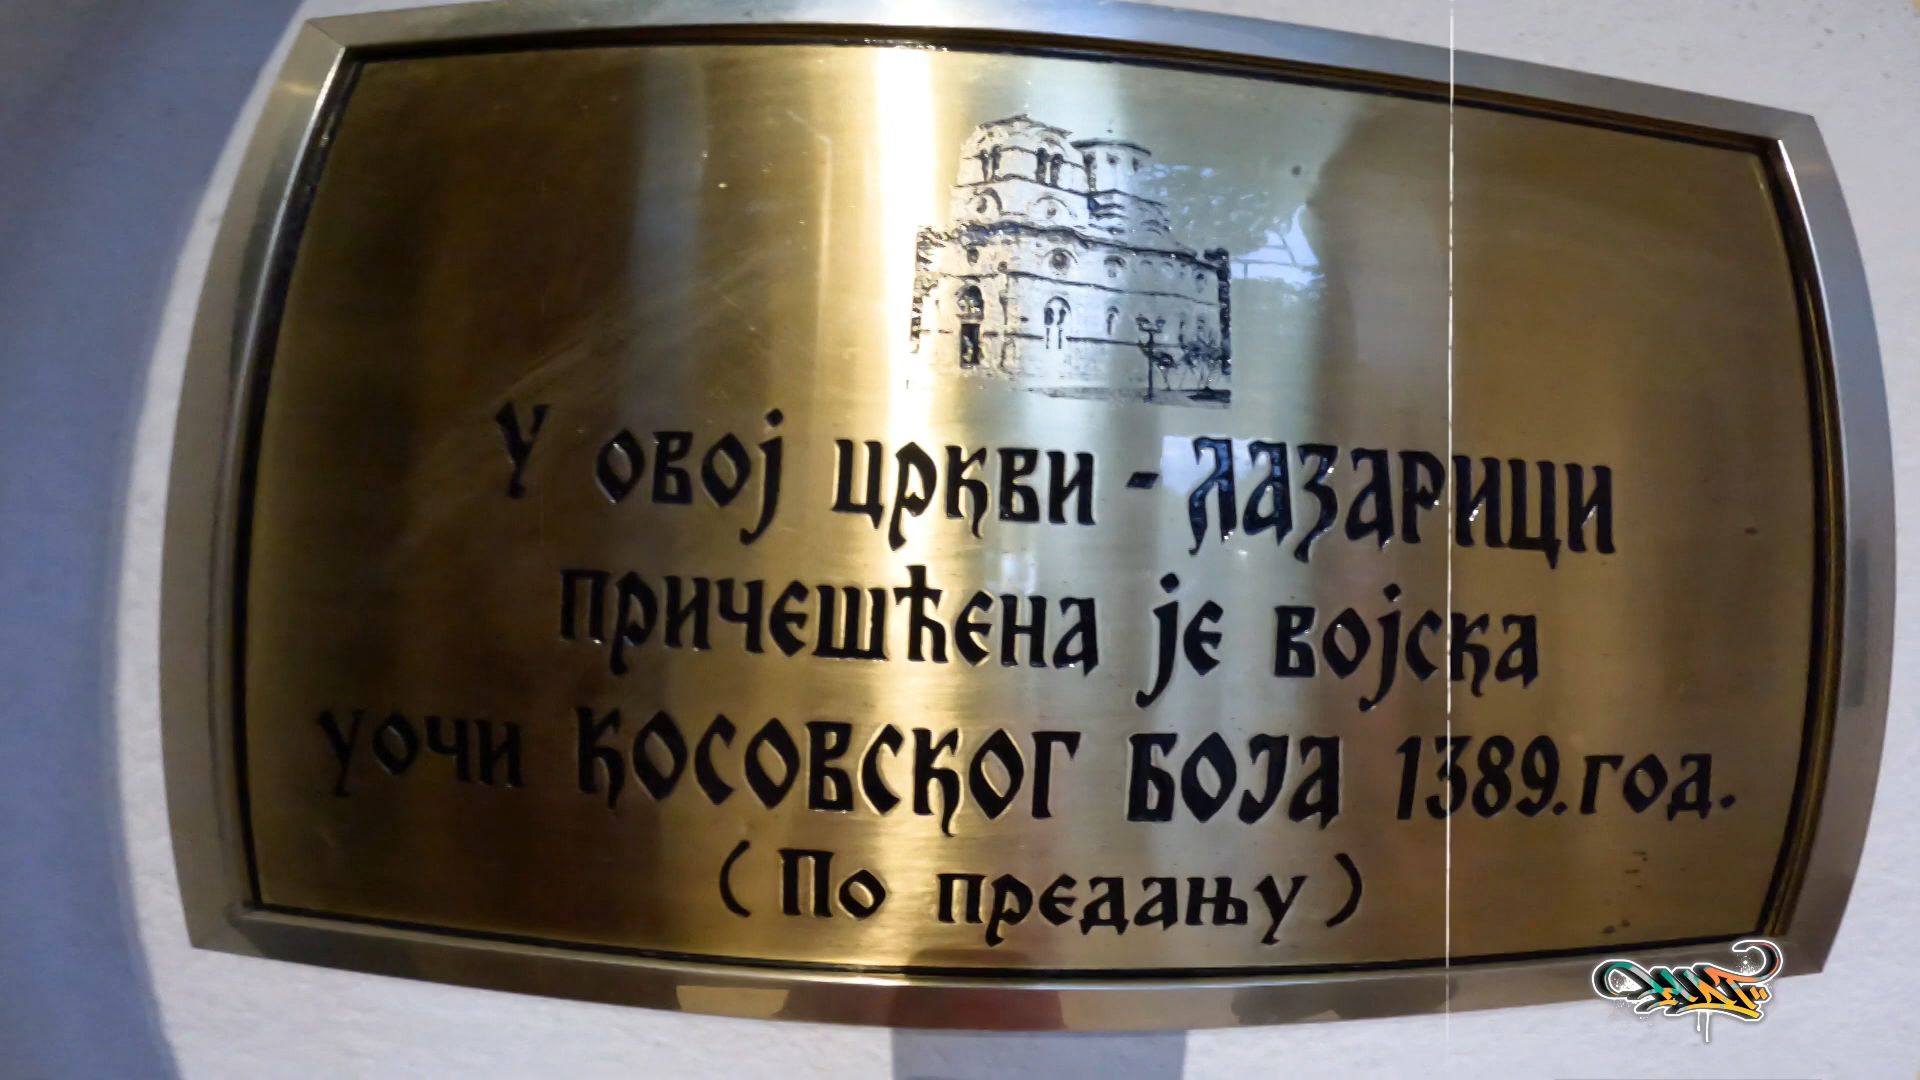 У овој цркви - Лазарици
причешћена је војска
уочи Косовског Боја 1389. год.
(По предању)